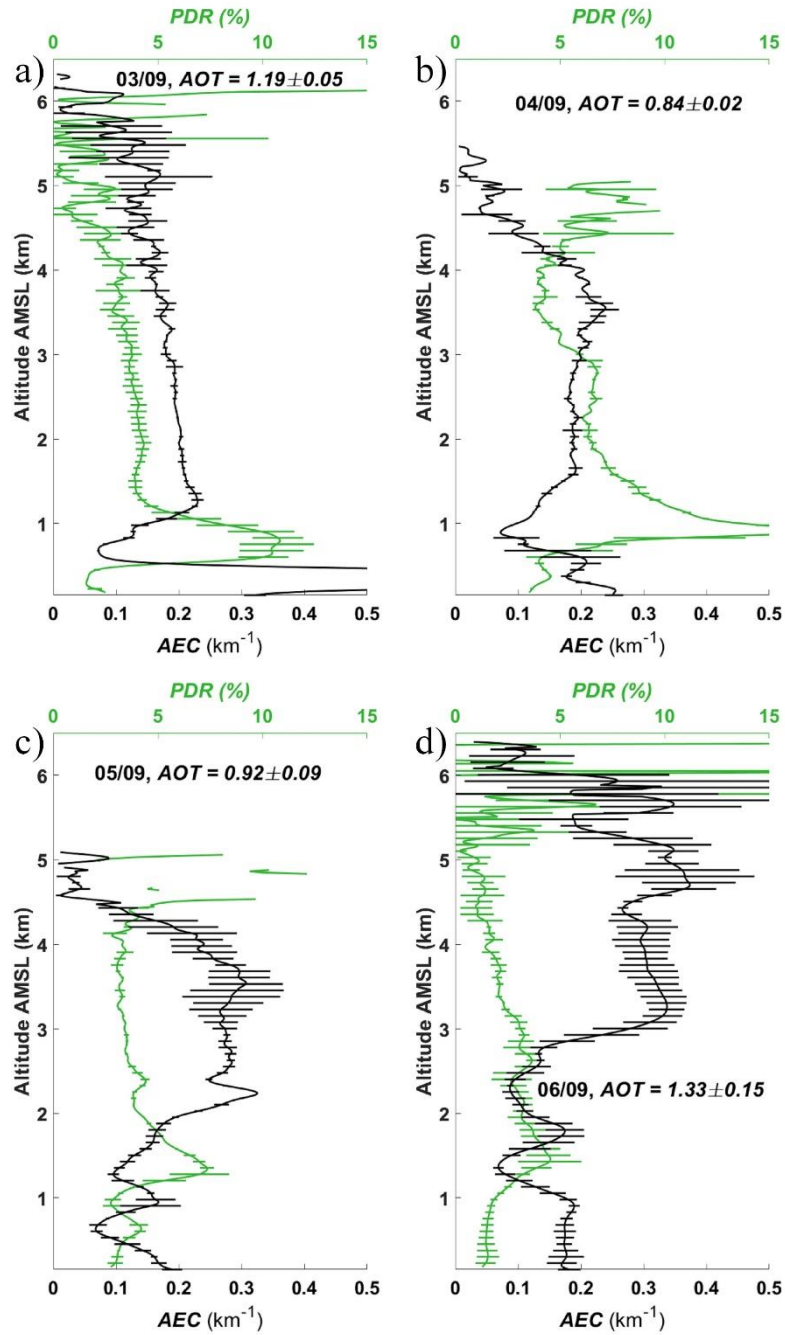 PDR (%)
0 5 10 15
a) 03/09, AOT = 1.19±0.05
Altitude AMSL (km)
6
5
4
3
2
1
0 0.1 0.2 0.3 0.4 0.5
AEC (km-1)
PDR (%)
0 5 10 15
b) 04/09, AOT = 0.84±0.02
Altitude AMSL (km)
6
5
4
3
2
1
0 0.1 0.2 0.3 0.4 0.5
AEC (km-1)
PDR (%)
0 5 10 15
c) 05/09, AOT = 0.92±0.09
Altitude AMSL (km)
6
5
4
3
2
1
0 0.1 0.2 0.3 0.4 0.5
AEC (km-1)
PDR (%)
0 5 10 15
d)
Altitude AMSL (km)
6
5
4
3
2
1
06/09, AOT = 1.33±0.15
0 0.1 0.2 0.3 0.4 0.5
AEC (km-1)